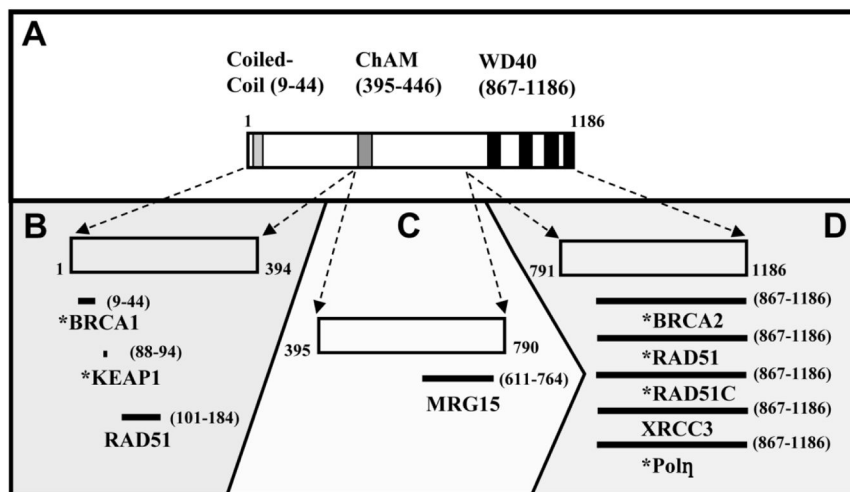 A
Coiled-
Coil (9-44)
ChAM
(395-446)
WD40
(867-1186)
1
1186
B
1
394
(9-44)
*BRCA1
(88-94)
*KEAP1
(101-184)
RAD51
C
395
790
(611-764)
MRG15
D
791
1186
(867-1186)
*BRCA2
(867-1186)
*RAD51
(867-1186)
*RAD51C
(867-1186)
XRCC3
(867-1186)
*Polη